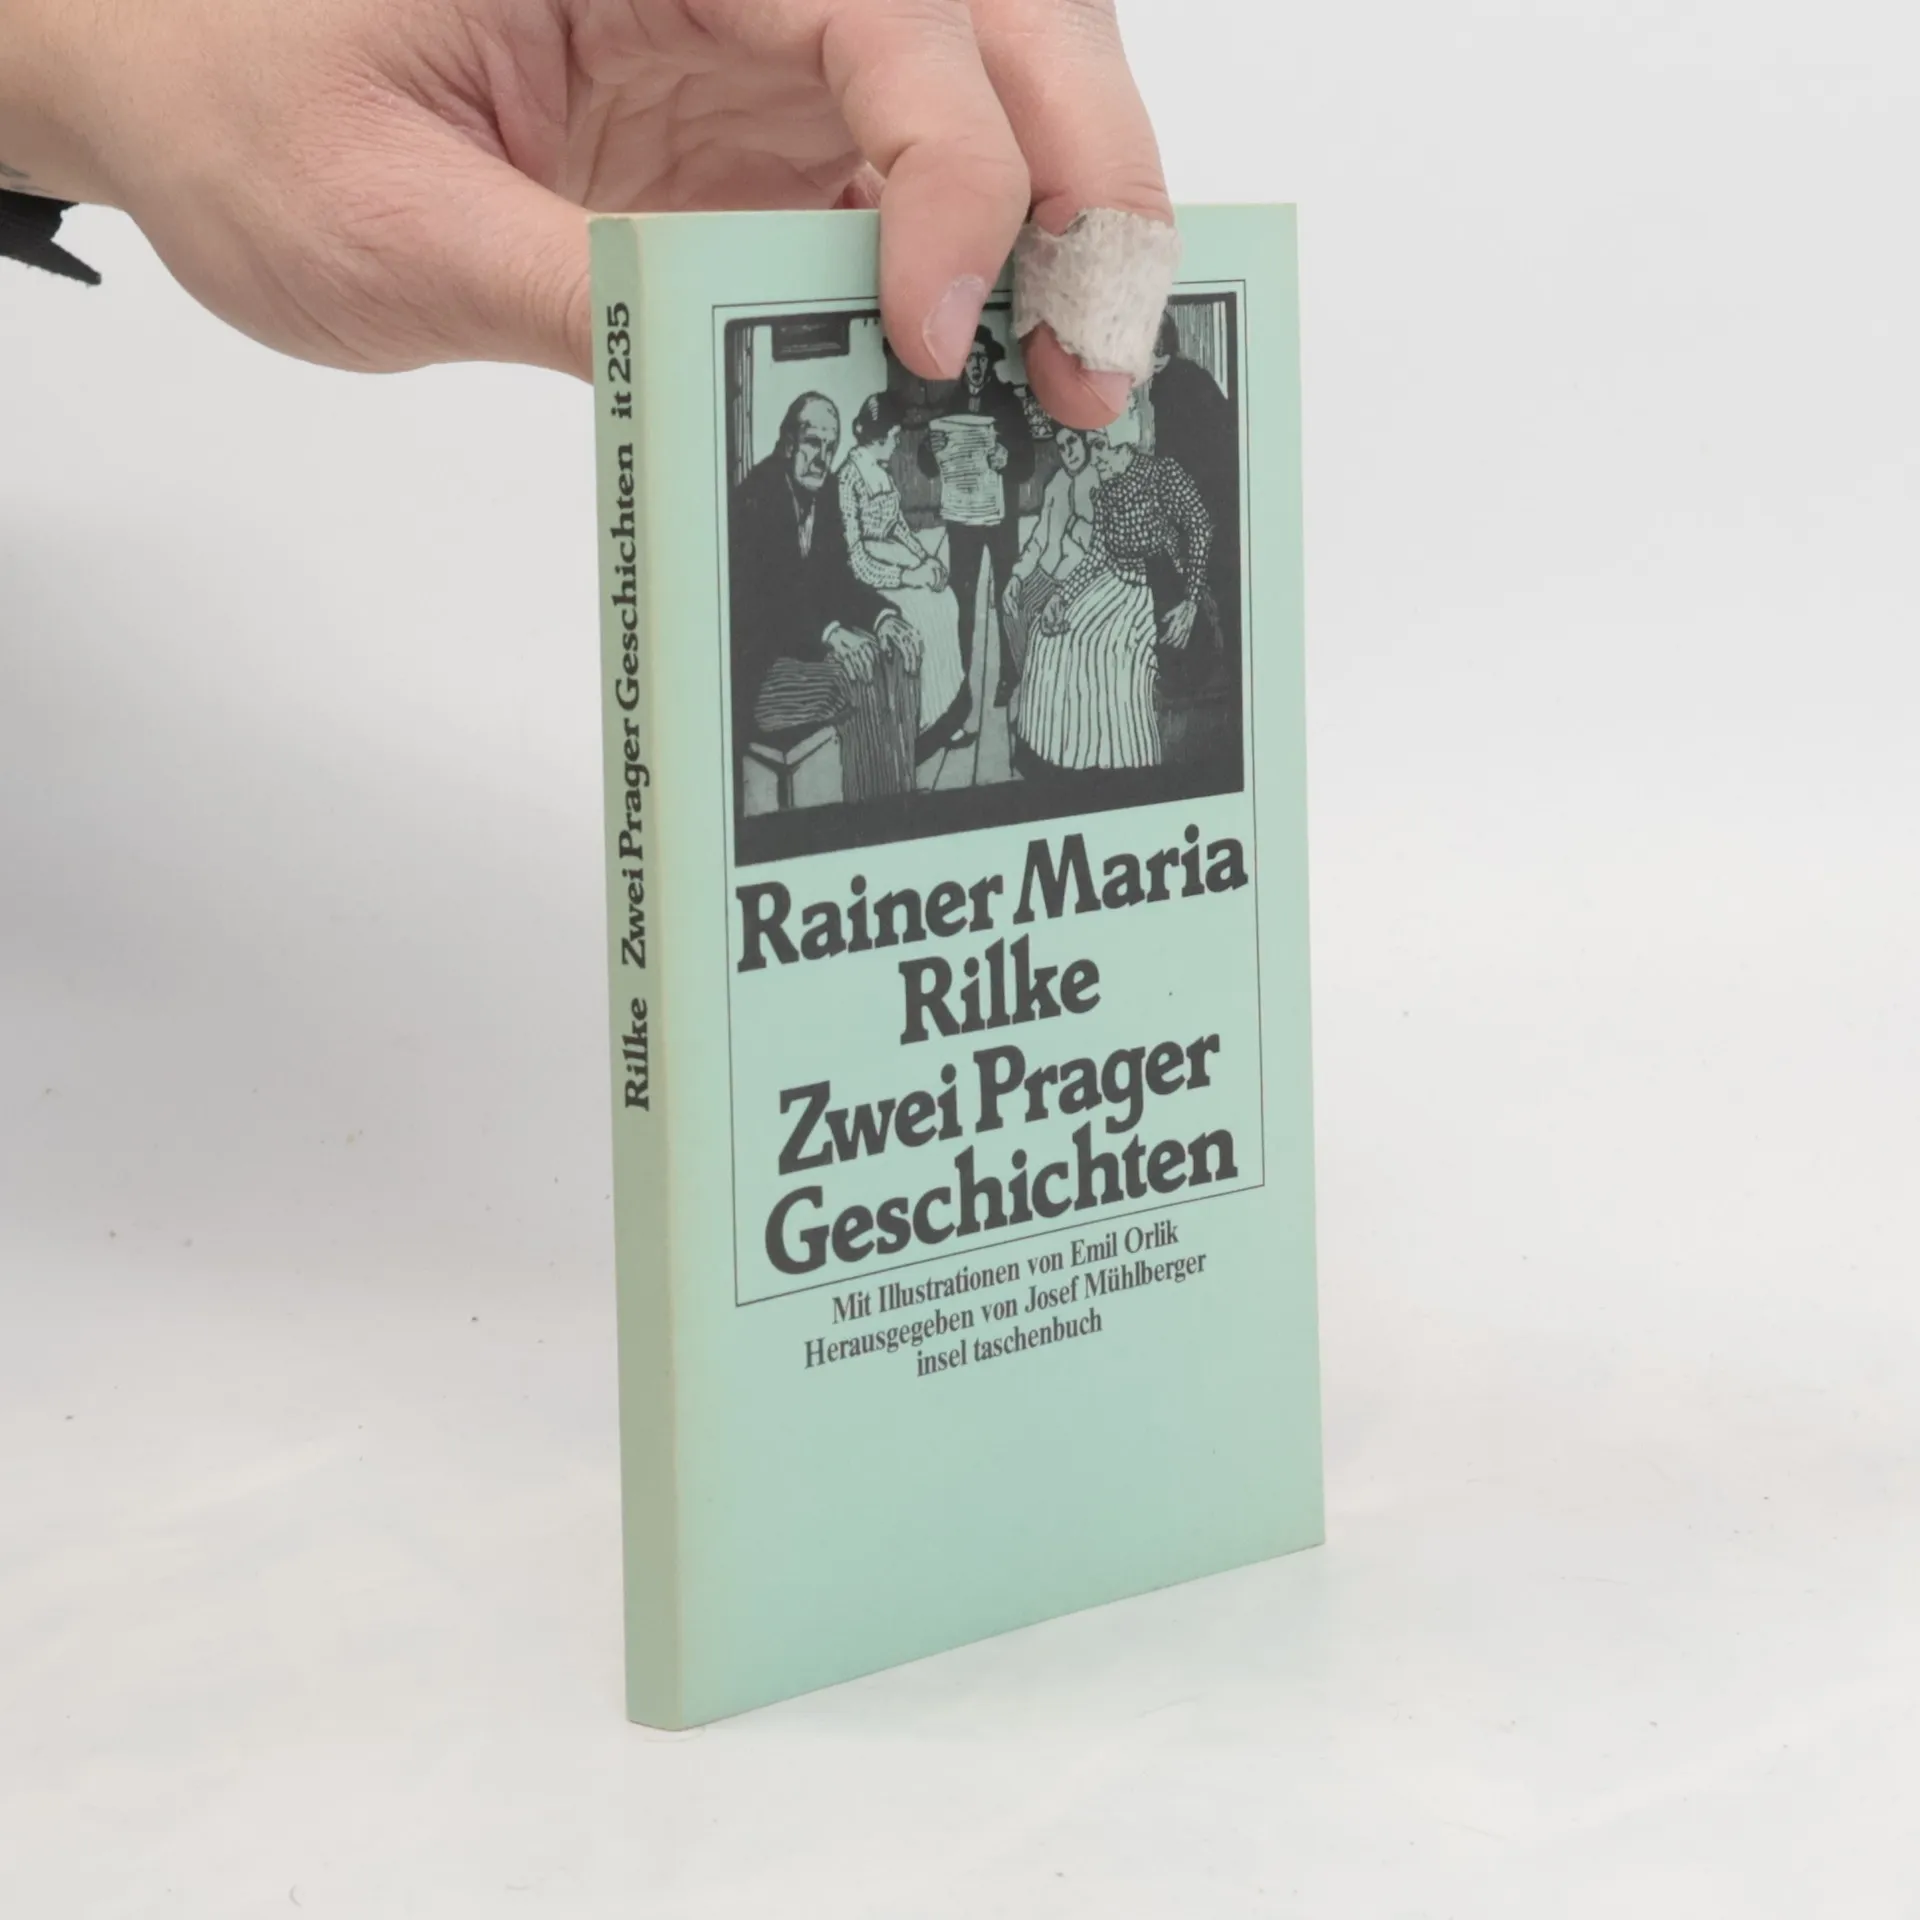 Rilke Zwei Prager Geschichten it 235
Rainer Maria
Rilke
Zwei Prager
Geschichten
Mit Illustrationen von Emil Orlik
Herausgegeben von Josef Mühlberger
insel taschenbuch